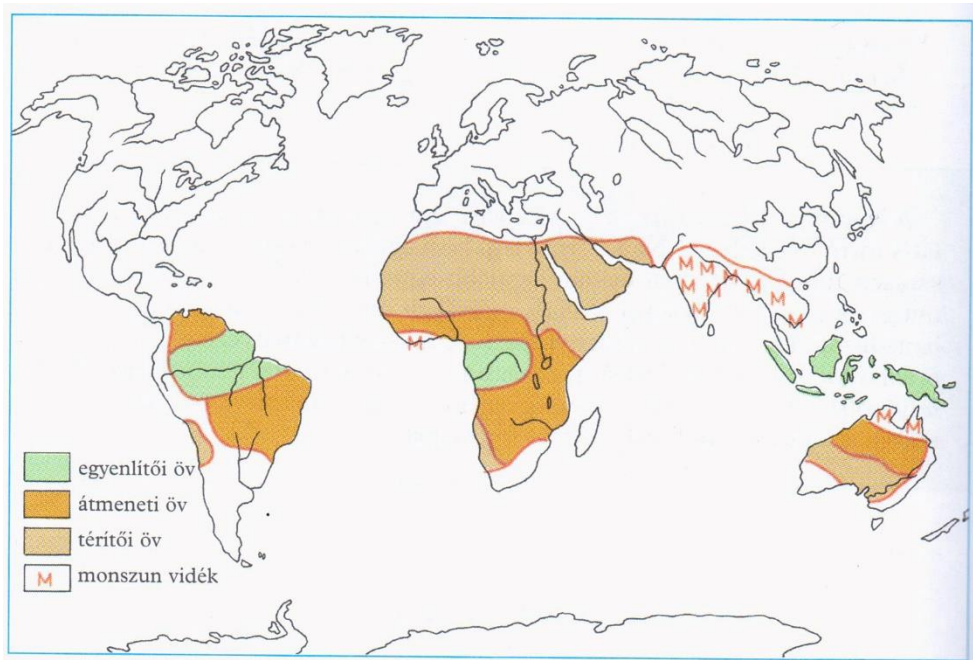 M M M
M M M M
M M
M
M M
egyenlítői öv
átmeneti öv
térítői öv
M monszun vidék